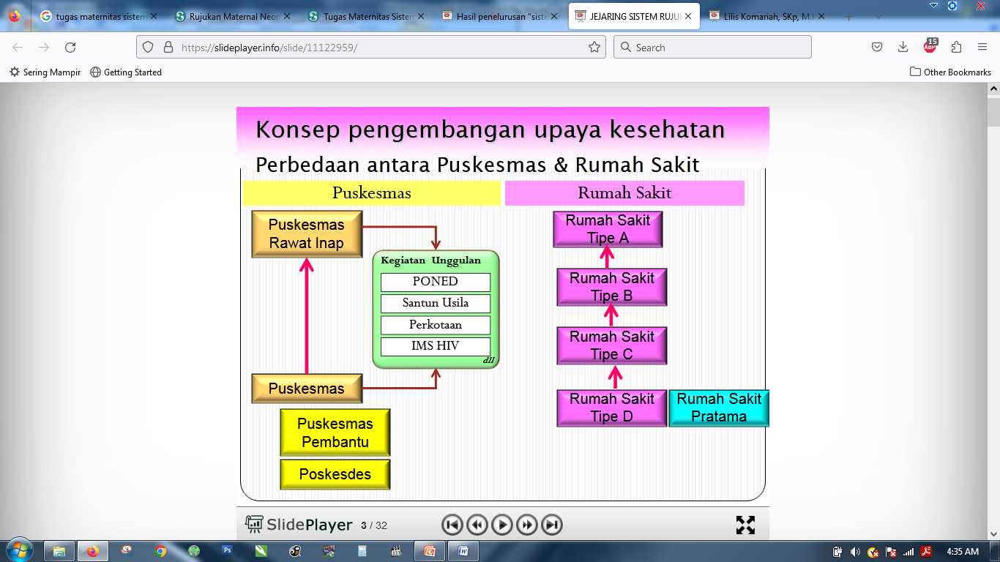 tugas maternitas sistem
Rujukan Maternal Neon
Tugas Maternitas Sistem
Hasil penelurusan "siste
JEJARING SISTEM RUJUK
Lilis Komariah, SKp, M.K
https://slideplayer.info/slide/11122959/
Search
15
ABP
Sering Mampir
Getting Started
Other Bookmarks
Konsep pengembangan upaya kesehatan
Perbedaan antara Puskesmas & Rumah Sakit
Puskesmas
Rumah Sakit
Puskesmas
Rawat Inap
Kegiatan Unggulan
PONED
Santun Usila
Perkotaan
IMS HIV
dll
Puskesmas
Puskesmas
Pembantu
Poskesdes
Rumah Sakit
Tipe A
Rumah Sakit
Tipe B
Rumah Sakit
Tipe C
Rumah Sakit
Tipe D
Rumah Sakit
Pratama
SlidePlayer
3 / 32
Ps
W
4:35 AM